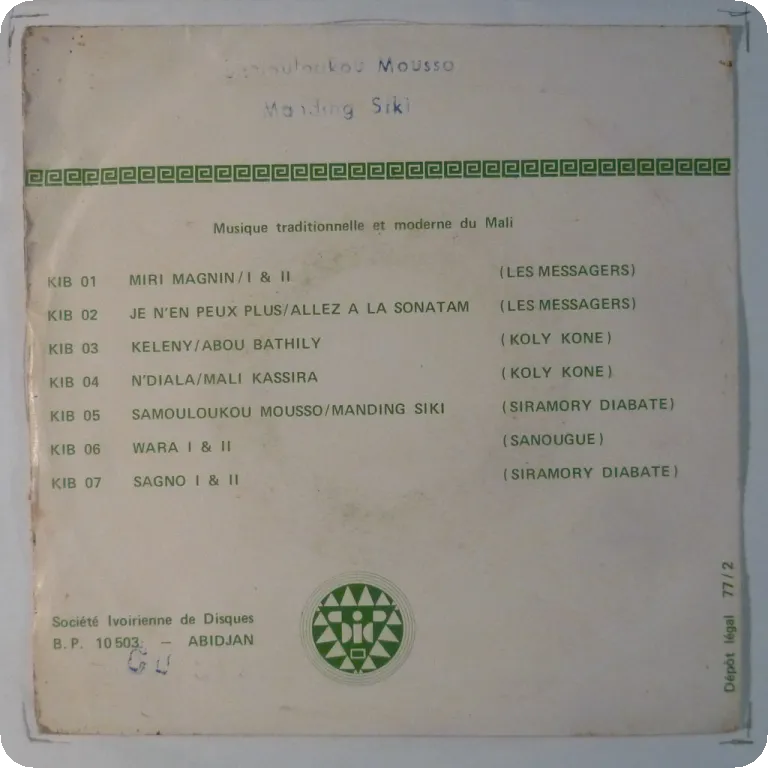 Mousso
Manding Siki
Musique traditionnelle et moderne du Mali
KIB 01 MIRI MAGNIN/I & II (LES MESSAGERS)
KIB 02 JE N'EN PEUX PLUS/ALLEZ A LA SONATAM (LES MESSAGERS)
KIB 03 KELENY/ABOU BATHILY (KOLY KONE)
KIB 04 N'DIALA/MALI KASSIRA (KOLY KONE)
KIB 05 SAMOULOUKOU MOUSSO/MANDING SIKI (SIRAMORY DIABATE)
KIB 06 WARA I & II (SANOUGUE)
KIB 07 SAGNO I & II (SIRAMORY DIABATE)
Société Ivoirienne de Disques
B.P. 10503 – ABIDJAN
SID
Dépôt légal 77/2